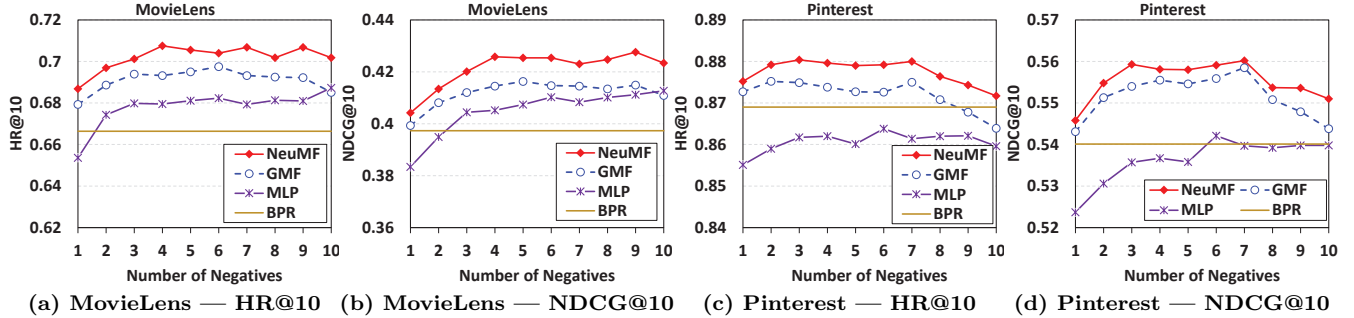 MovieLens
0.72
0.7
0.68
0.66
0.64
0.62
HR@10
NeuMF
GMF
MLP
BPR
1 2 3 4 5 6 7 8 9 10
Number of Negatives
(a) MovieLens — HR@10
MovieLens
0.44
0.42
0.4
0.38
0.36
NDCG@10
NeuMF
GMF
MLP
BPR
1 2 3 4 5 6 7 8 9 10
Number of Negatives
(b) MovieLens — NDCG@10
Pinterest
0.89
0.88
0.87
0.86
0.85
0.84
HR@10
NeuMF
GMF
MLP
BPR
1 2 3 4 5 6 7 8 9 10
Number of Negatives
(c) Pinterest — HR@10
Pinterest
0.57
0.56
0.55
0.54
0.53
0.52
NDCG@10
NeuMF GMF
MLP BPR
1 2 3 4 5 6 7 8 9 10
Number of Negatives
(d) Pinterest — NDCG@10